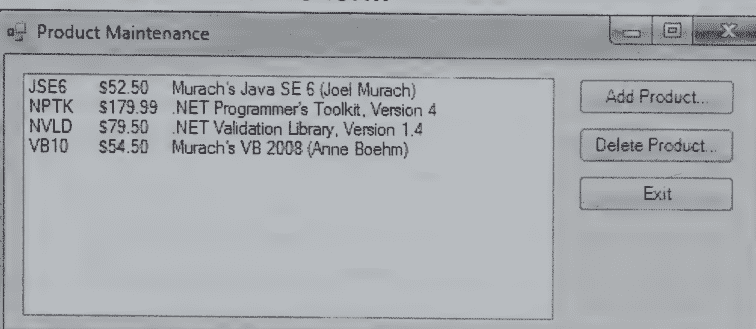 Product Maintenance
JSE6 $52.50 Murach's Java SE 6 (Joel Murach)
NPTK $179.99 .NET Programmer's Toolkit, Version 4
NVLD $79.50 .NET Validation Library, Version 1.4
VB10 $54.50 Murach's VB 2008 (Anne Boehm)
Add Product...
Delete Product...
Exit